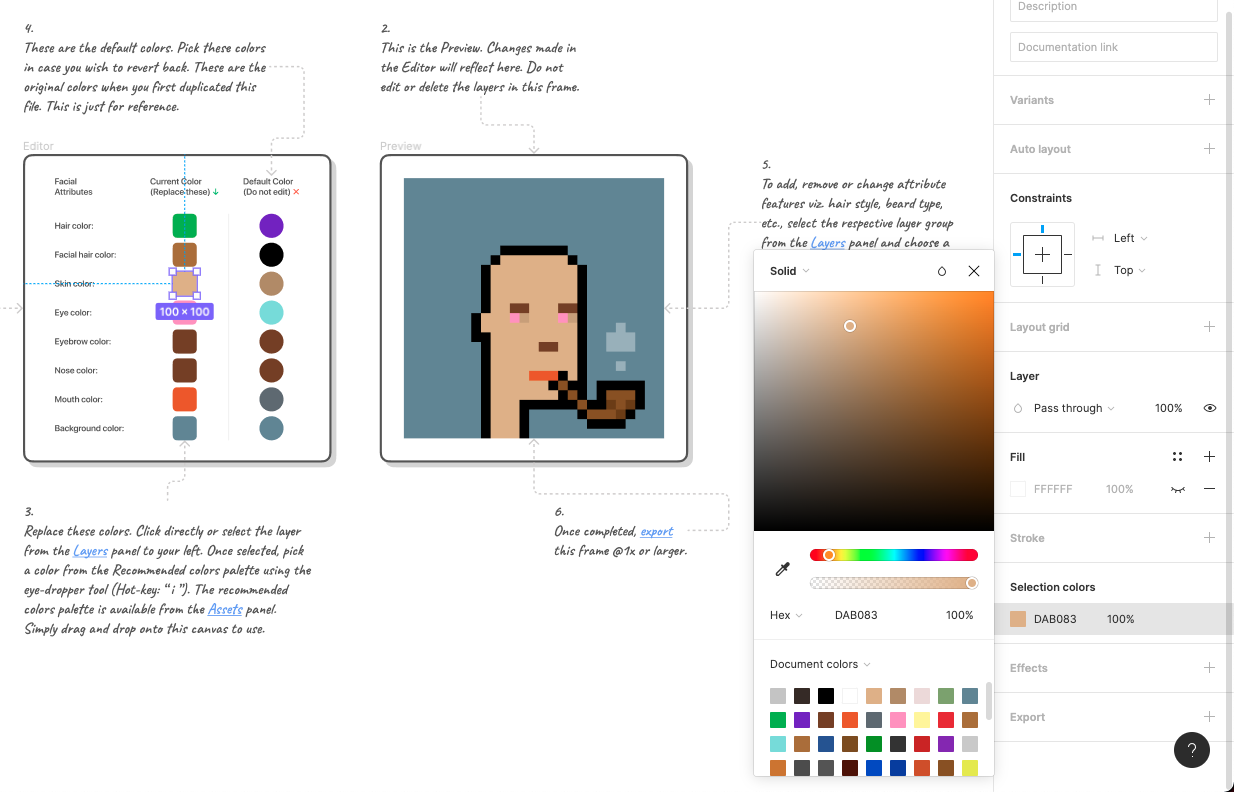 4.
These are the default colors. Pick these colors
in case you wish to revert back. These are the
original colors when you first duplicated this
file. This is just for reference.
2.
This is the Preview. Changes made in
the Editor will reflect here. Do not
edit or delete the layers in this frame.
5.
To add, remove or change attribute
features viz. hair style, beard type,
etc., select the respective layer group
from the Layers panel and choose a
Editor
Facial
Attributes
Current Color
(Replace these) ↓
Default Color
(Do not edit) ×
Hair color:
Facial hair color:
Skin color:
Eye color:
100 × 100
Eyebrow color:
Nose color:
Mouth color:
Background color:
Preview
3.
Replace these colors. Click directly or select the layer
from the Layers panel to your left. Once selected, pick
a color from the Recommended colors palette using the
eye-dropper tool (Hot-key: “ i ”). The recommended
colors palette is available from the Assets panel.
Simply drag and drop onto this canvas to use.
6.
Once completed, export
this frame @1x or larger.
Solid
Hex DAB083 100%
Document colors
Description
Documentation link
Variants
Auto layout
Constraints
Left
Top
Layout grid
Layer
Pass through 100%
Fill
FFFFFF 100%
Stroke
Selection colors
DAB083 100%
Effects
Export
?